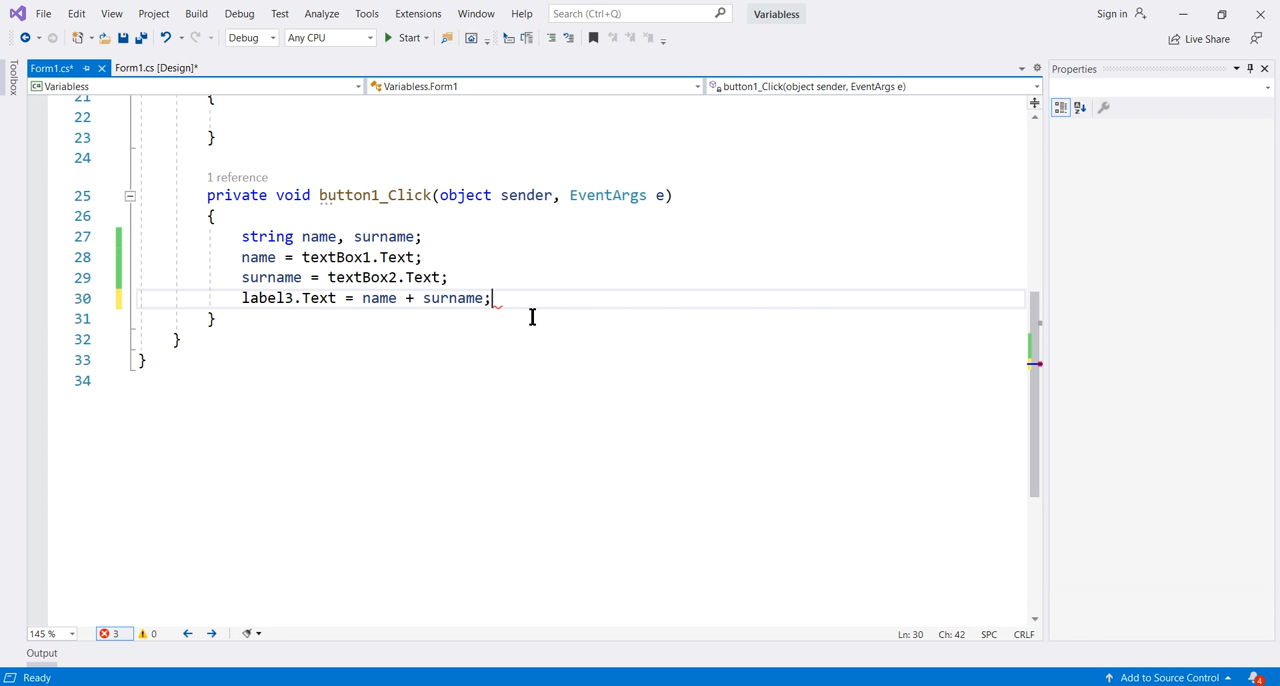 File Edit View Project Build Debug Test Analyze Tools Extensions Window Help Search (Ctrl+Q) Variabless Sign in
Debug Any CPU Start Live Share
Toolbox
Form1.cs* Form1.cs [Design]* Properties
C# Variabless Variabless.Form1 button1_Click(object sender, EventArgs e)
21 {
22
23 }
24
1 reference
25 private void button1_Click(object sender, EventArgs e)
26 {
27 string name, surname;
28 name = textBox1.Text;
29 surname = textBox2.Text;
30 label3.Text = name + surname;
31 }
32 }
33 }
34
145 % 3 0 Ln: 30 Ch: 42 SPC CRLF
Output
Ready Add to Source Control 4